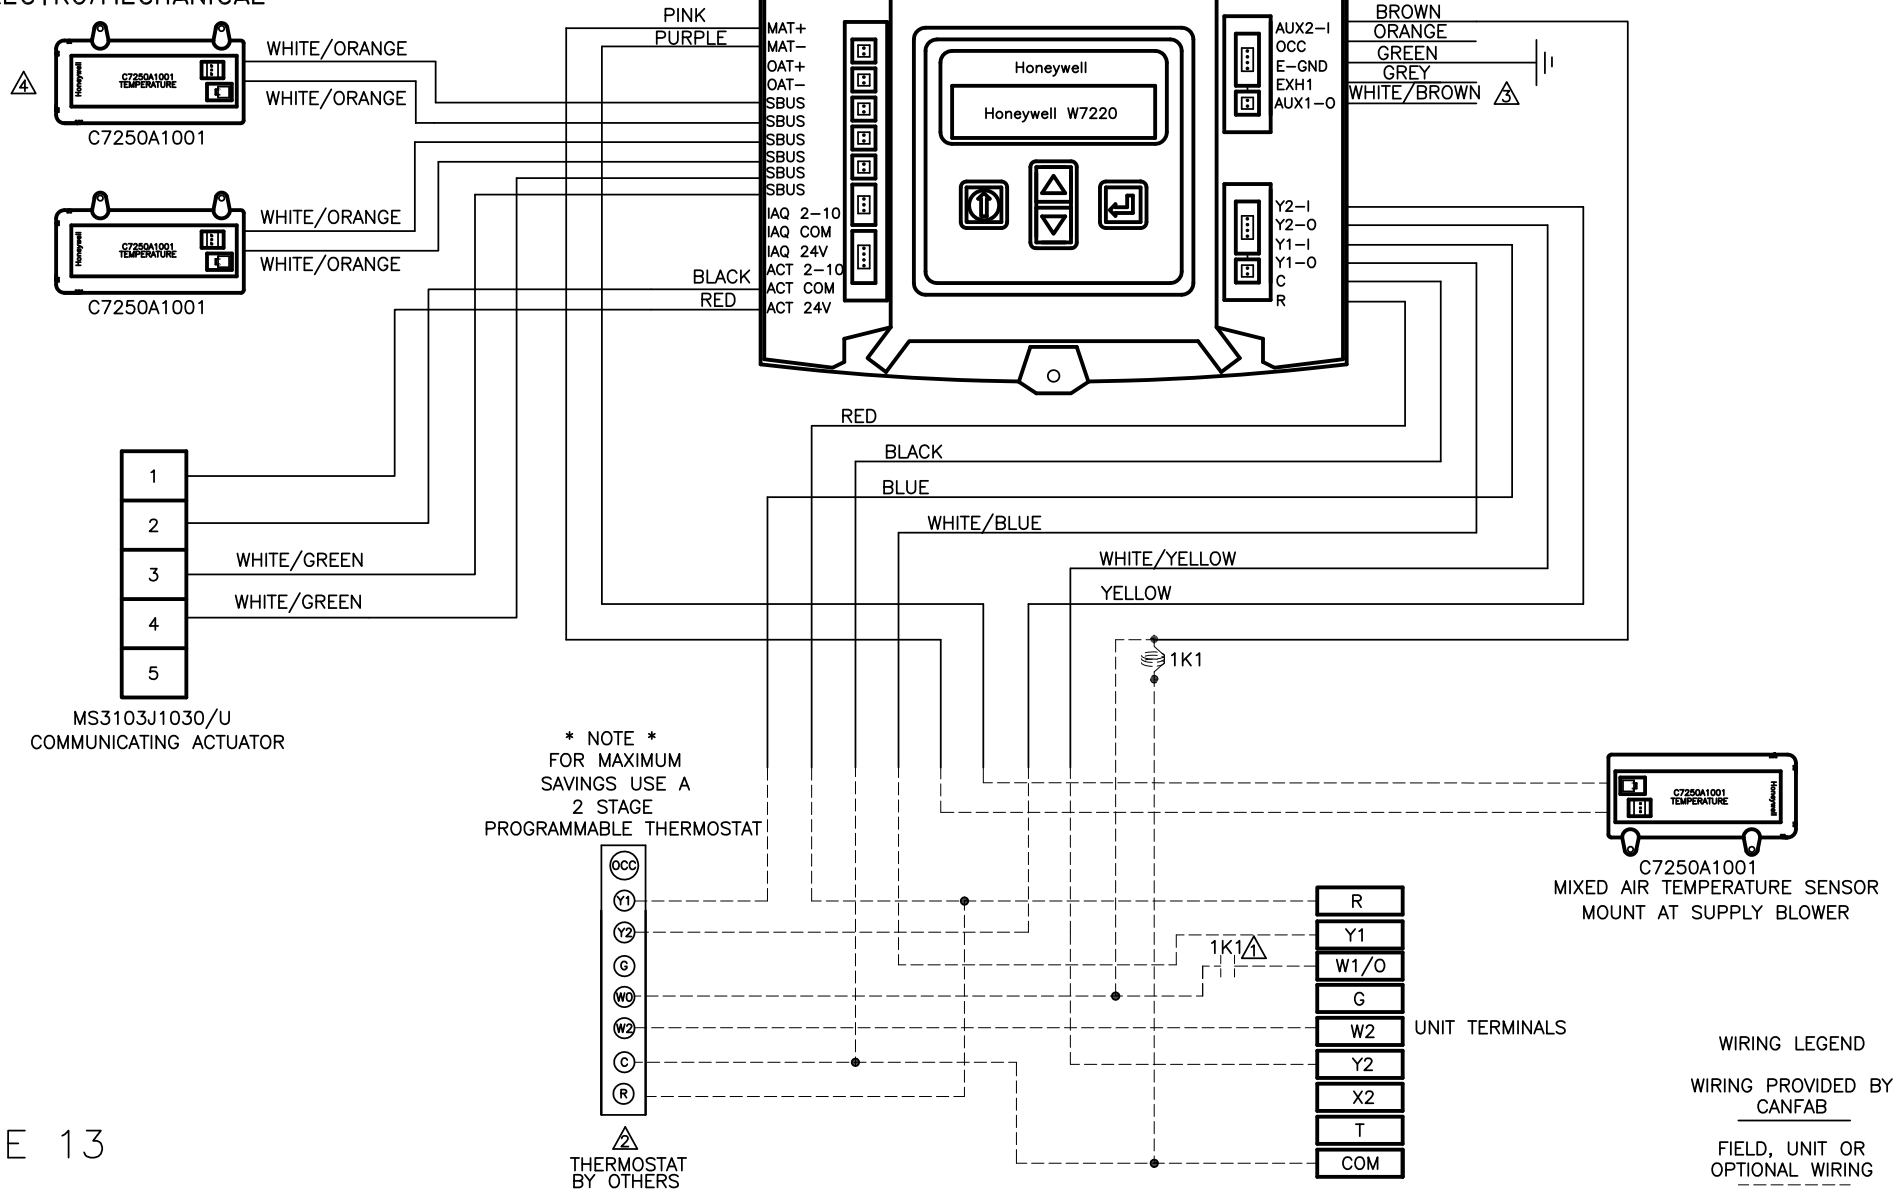 PINK
PURPLE
WHITE/ORANGE
WHITE/ORANGE
4
Honeywell
C7250A1001
TEMPERATURE
C7250A1001
WHITE/ORANGE
WHITE/ORANGE
Honeywell
C7250A1001
TEMPERATURE
C7250A1001
BLACK
RED
MAT+
MAT-
OAT+
OAT-
SBUS
SBUS
SBUS
SBUS
SBUS
SBUS
IAQ 2-10
IAQ COM
IAQ 24V
ACT 2-10
ACT COM
ACT 24V
Honeywell
Honeywell W7220
AUX2-I
OCC
E-GND
EXH1
AUX1-O
Y2-I
Y2-O
Y1-I
Y1-O
C
R
BROWN
ORANGE
GREEN
GREY
WHITE/BROWN
3
RED
BLACK
BLUE
WHITE/BLUE
WHITE/YELLOW
YELLOW
1
2
3
4
5
WHITE/GREEN
WHITE/GREEN
MS3103J1030/U
COMMUNICATING ACTUATOR
1K1
* NOTE *
FOR MAXIMUM
SAVINGS USE A
2 STAGE
PROGRAMMABLE THERMOSTAT
OCC
Y1
Y2
G
WO
W2
C
R
2
THERMOSTAT
BY OTHERS
1K1
1
R
Y1
W1/O
G
W2
Y2
X2
T
COM
UNIT TERMINALS
C7250A1001
TEMPERATURE
Honeywell
C7250A1001
MIXED AIR TEMPERATURE SENSOR
MOUNT AT SUPPLY BLOWER
WIRING LEGEND
WIRING PROVIDED BY
CANFAB
FIELD, UNIT OR
OPTIONAL WIRING
E 13